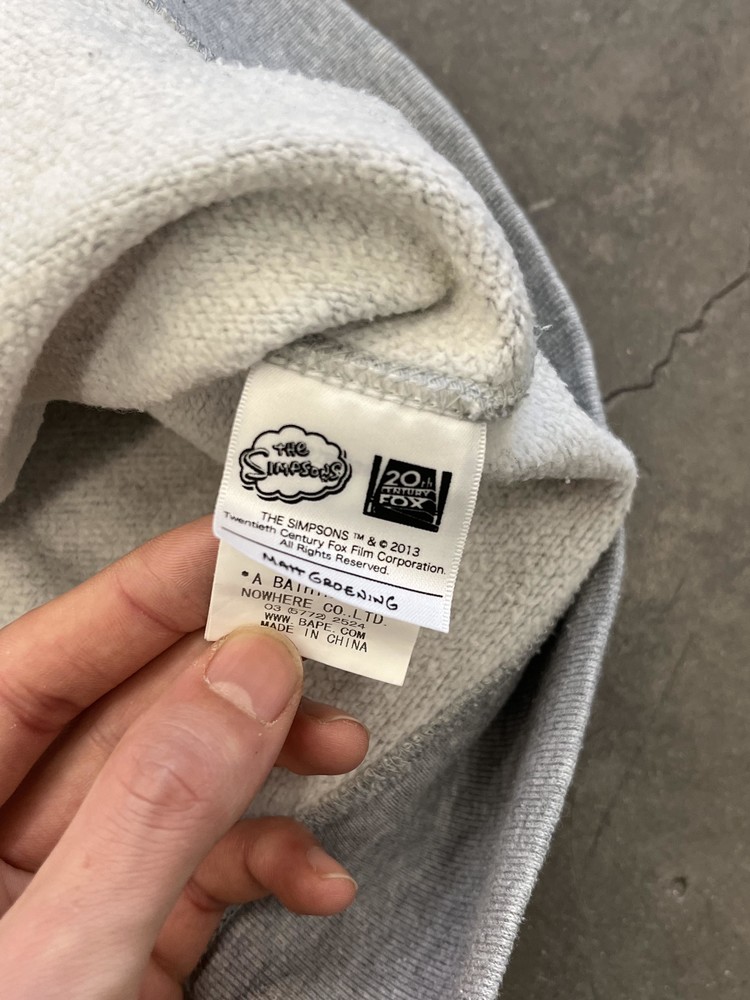 THE
SIMPSONS
20th
CENTURY
FOX
THE SIMPSONS ™ & © 2013
Twentieth Century Fox Film Corporation.
All Rights Reserved.
MATT GROENING
A
NOWHERE CO.,LTD.
03 (5772) 2524
WWW.BAPE.COM
MADE IN CHINA